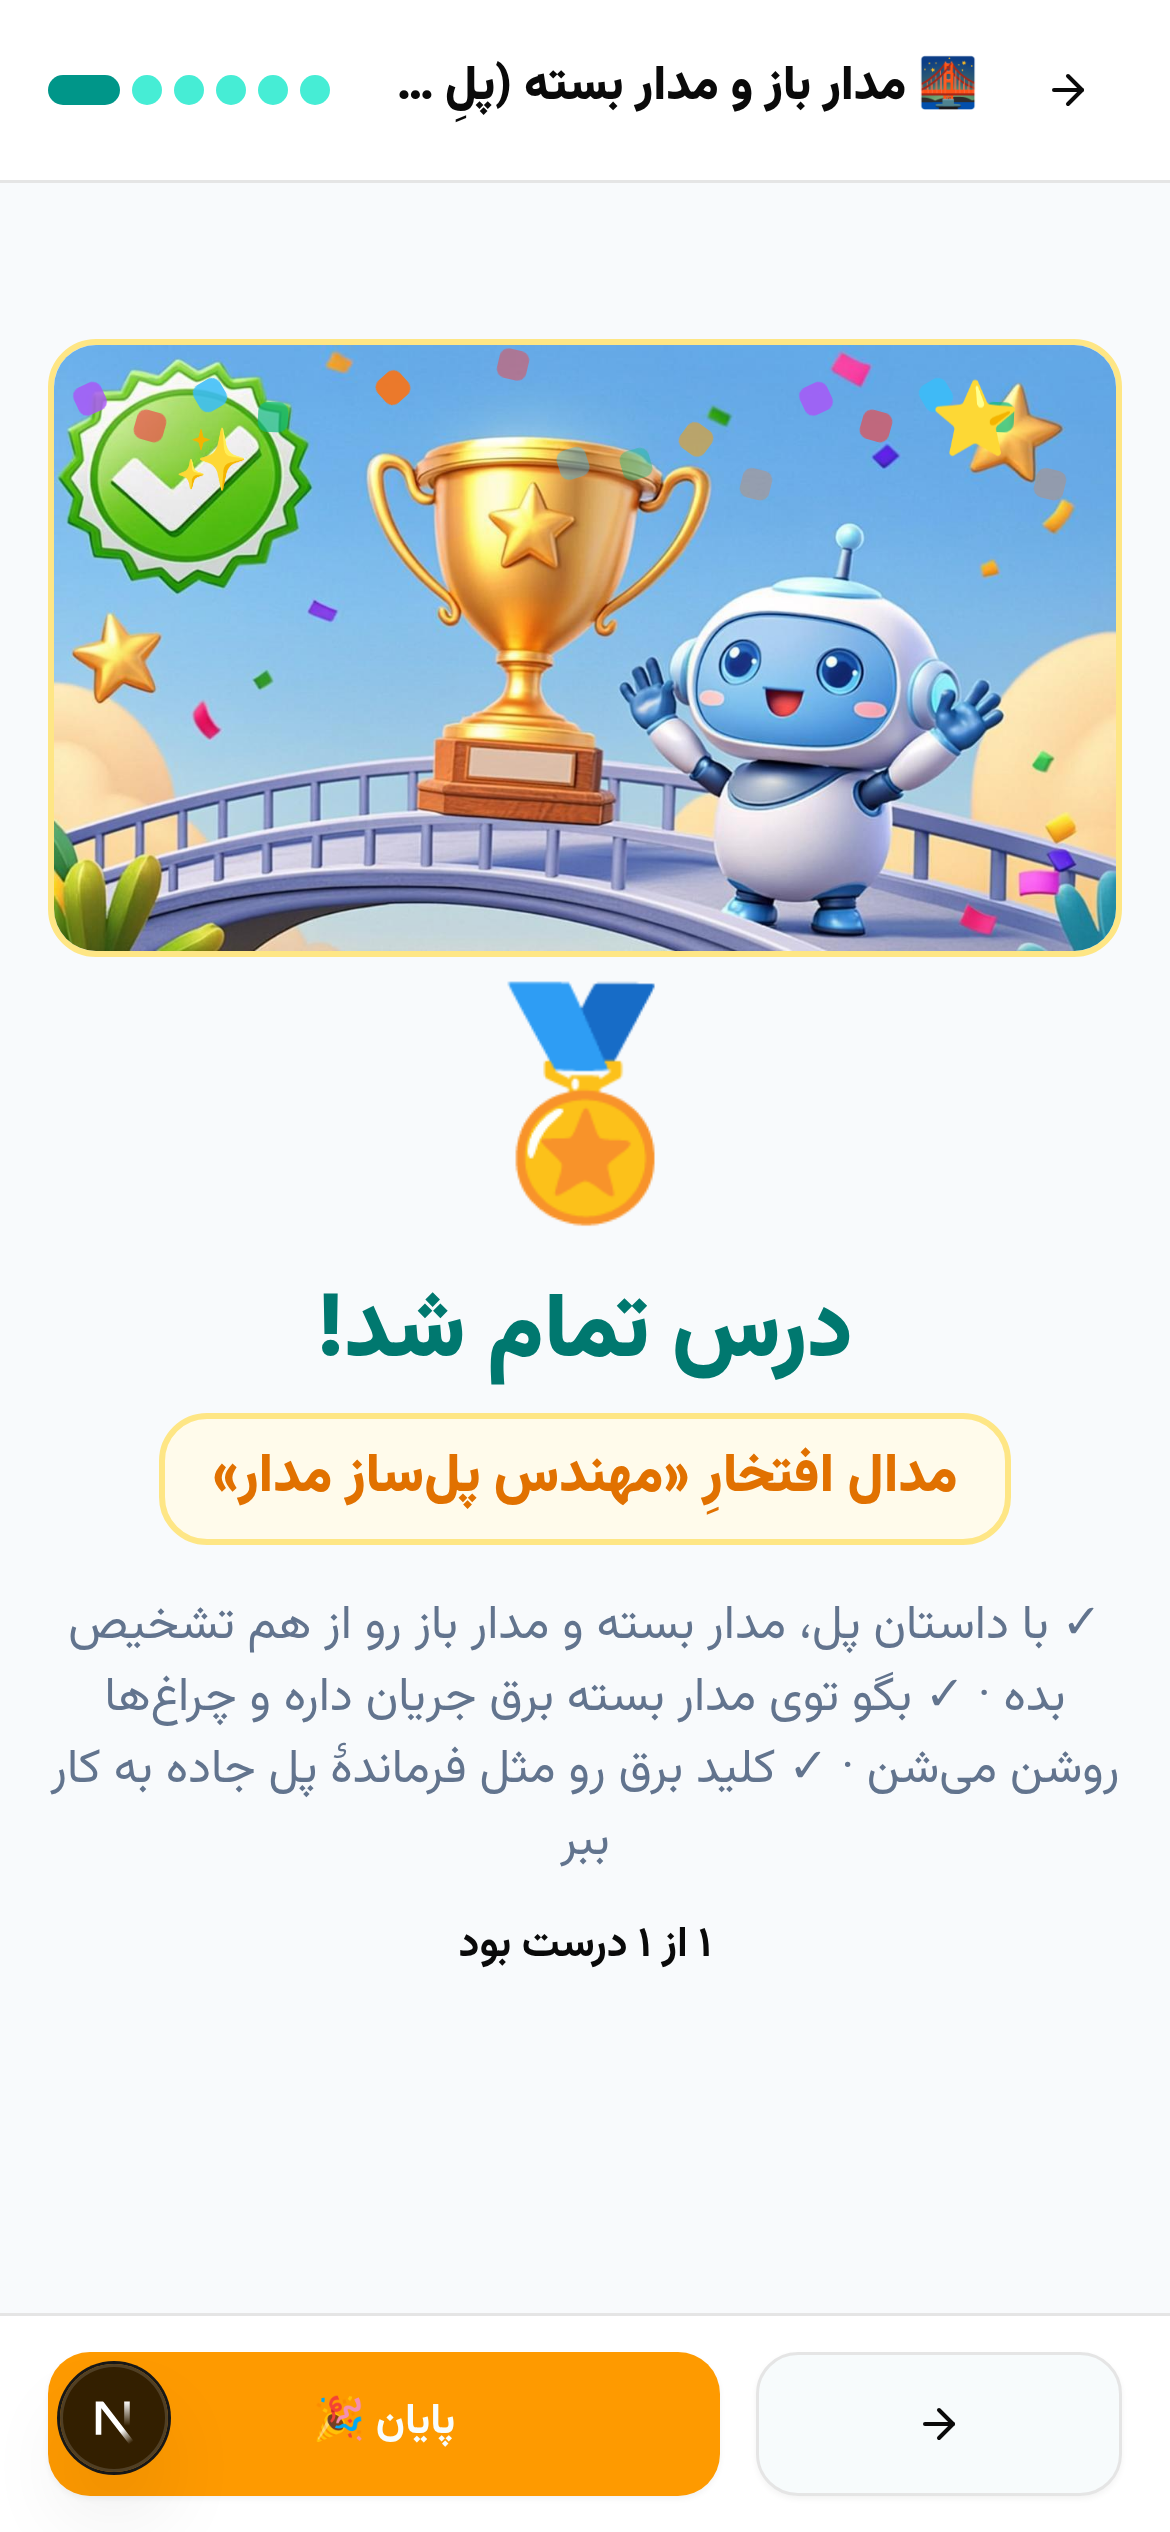 مدار باز و مدار بسته (پلِ ...
درس تمام شد!
مدال افتخارِ «مهندس پل‌ساز مدار»
✓ با داستان پل، مدار بسته و مدار باز رو از هم تشخیص
بده · ✓ بگو توی مدار بسته برق جریان داره و چراغ‌ها
روشن می‌شن · ✓ کلید برق رو مثل فرماندهٔ پل جاده به کار
ببر
۱ از ۱ درست بود
پایان 🎉
N